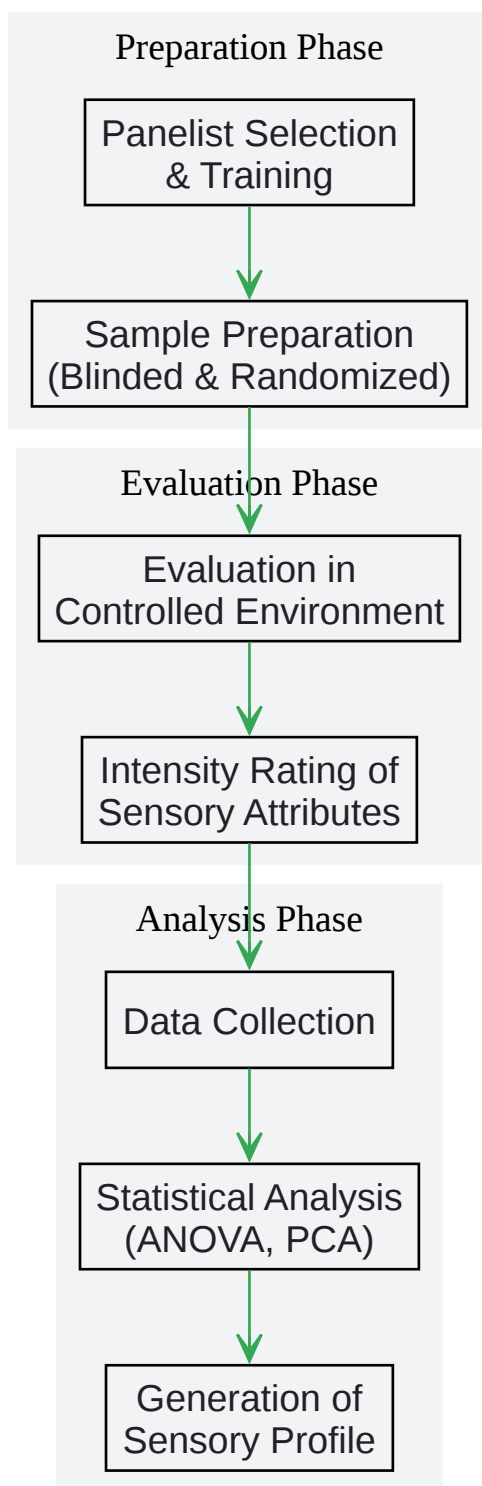 Preparation Phase
Panelist Selection
& Training
Sample Preparation
(Blinded & Randomized)
Evaluation Phase
Evaluation in
Controlled Environment
Intensity Rating of
Sensory Attributes
Analysis Phase
Data Collection
Statistical Analysis
(ANOVA, PCA)
Generation of
Sensory Profile